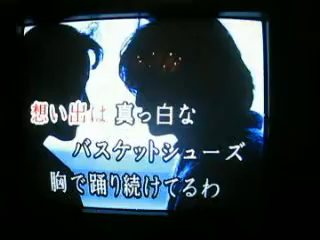 想い出は 真っ白な
バスケットシューズ
胸で踊り続けてるわ